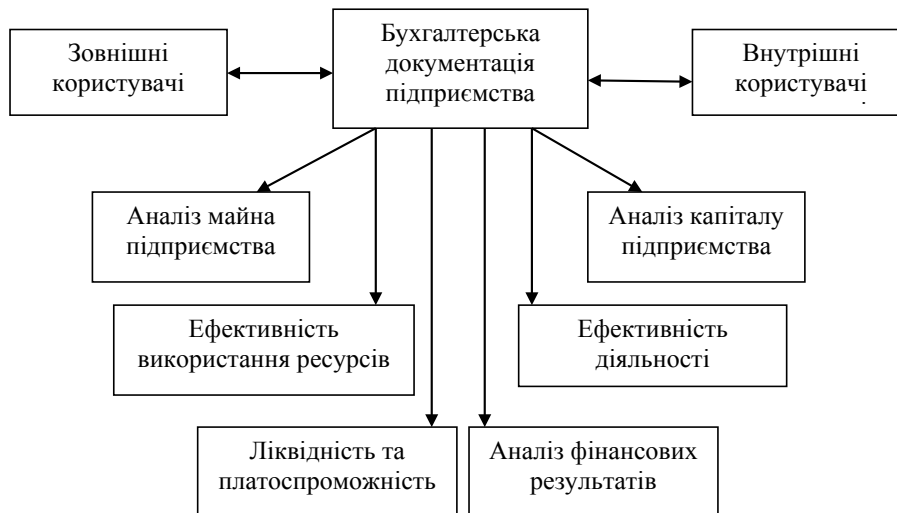 Зовнішні
користувачі
Бухгалтерська
документація
підприємства
Внутрішні
користувачі
Аналіз майна
підприємства
Аналіз капіталу
підприємства
Ефективність
використання ресурсів
Ефективність
діяльності
Ліквідність та
платоспроможність
Аналіз фінансових
результатів